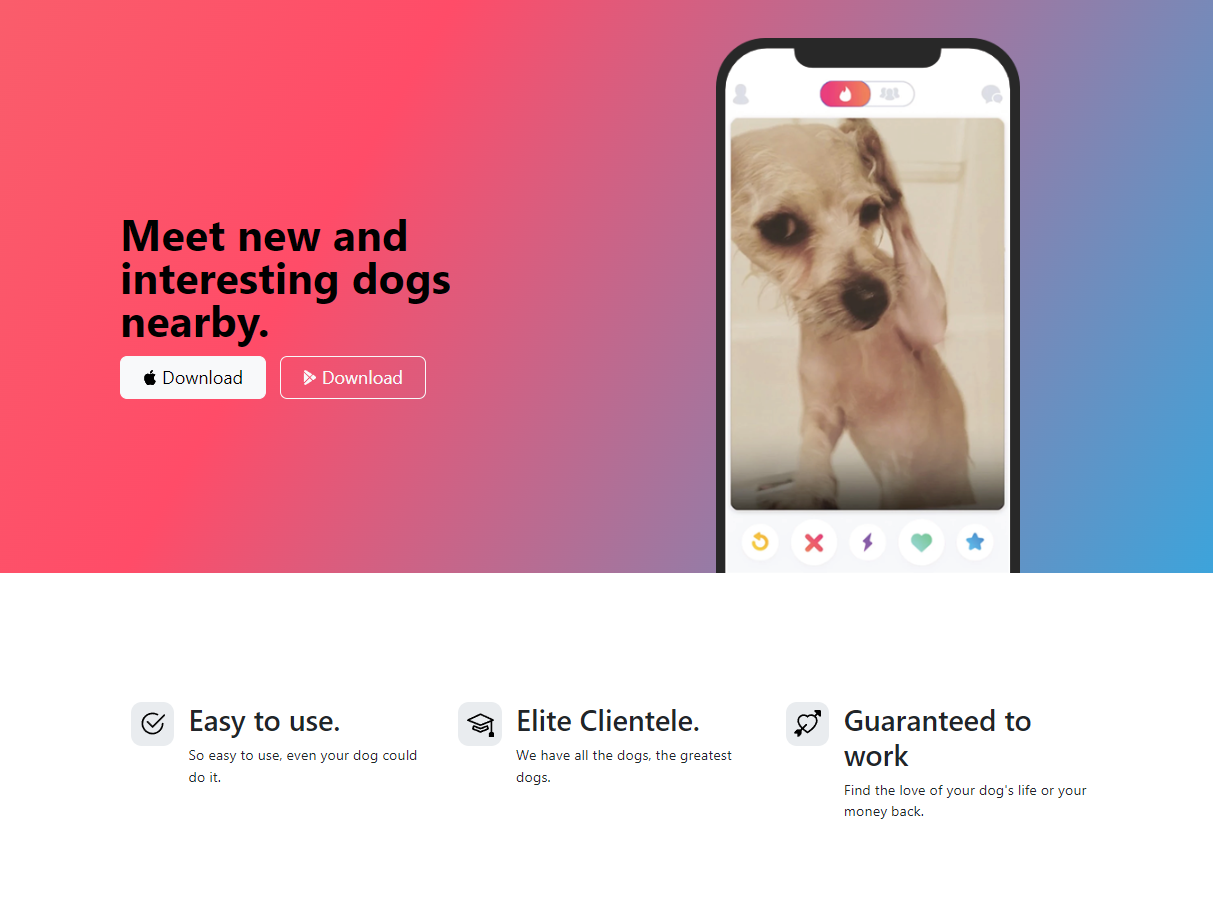 Meet new and
interesting dogs
nearby.
Download
Download
Easy to use.
So easy to use, even your dog could
do it.
Elite Clientele.
We have all the dogs, the greatest
dogs.
Guaranteed to
work
Find the love of your dog's life or your
money back.